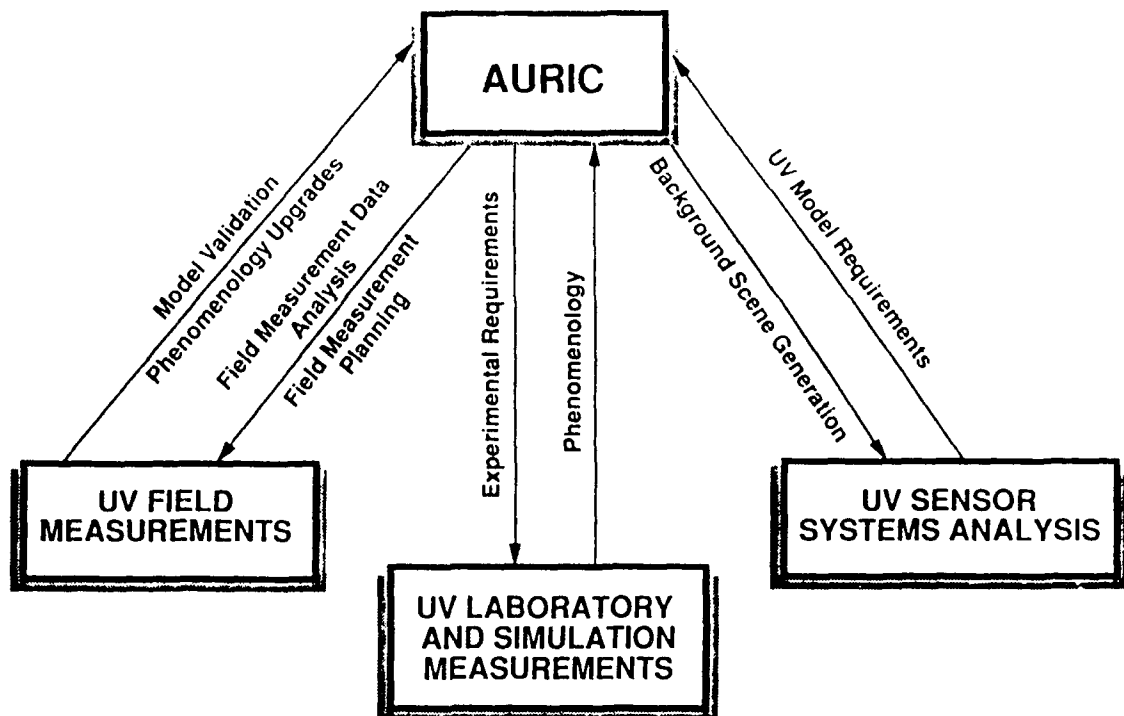 AURIC
Model Validation
Phenomenology Upgrades
Field Measurement Data
Analysis
Field Measurement
Planning
Experimental Requirements
Phenomenology
Background Scene Generation
UV Model Requirements
UV FIELD
MEASUREMENTS
UV LABORATORY
AND SIMULATION
MEASUREMENTS
UV SENSOR
SYSTEMS ANALYSIS